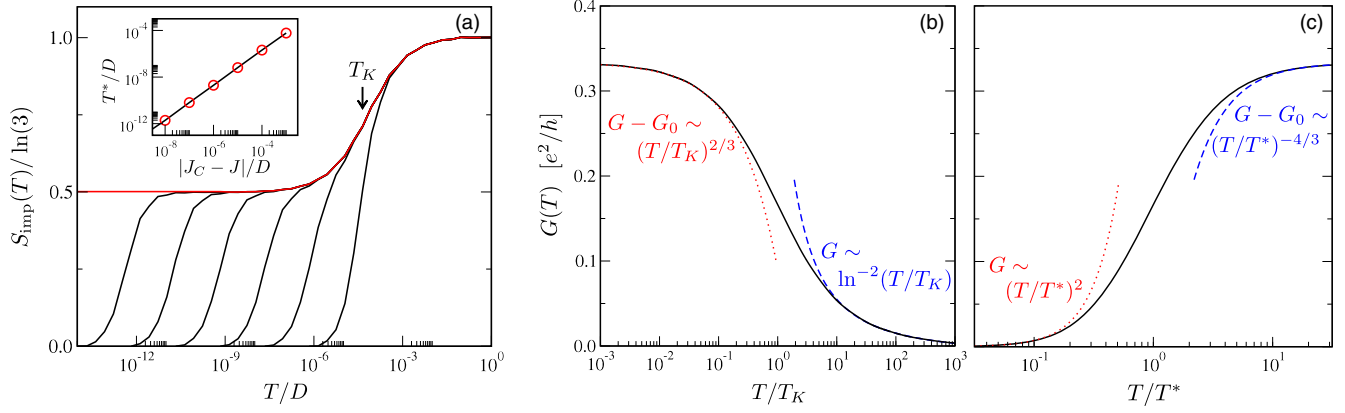 (a)
S_imp(T)/ ln(3)
1.0
0.5
0.0
T*/D
10^-4
10^-8
10^-12
10^-8
10^-6
10^-4
|J_C − J|/D
T_K
10^-12
10^-9
10^-6
10^-3
10^0
T/D
(b)
G(T) [e^2/h]
0.4
0.3
0.2
0.1
0.0
G − G_0 ∼
(T/T_K)^2/3
G ∼
ln^−2(T/T_K)
10^-3
10^-2
10^-1
10^0
10^1
10^2
10^3
T/T_K
(c)
G − G_0 ∼
(T/T*)^−4/3
G ∼
(T/T*)^2
10^-1
10^0
10^1
T/T*